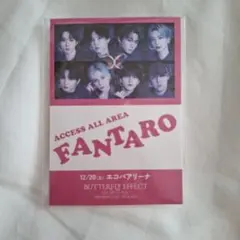 ACCESS ALL AREA
FANTARO
12/20(土) エコパアリーナ
BUTTERFLY EFFECT